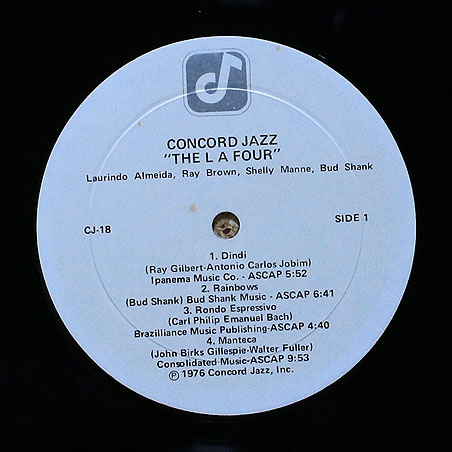 CONCORD JAZZ
"THE L A FOUR"
Laurindo Almeida, Ray Brown, Shelly Manne, Bud Shank
CJ-18
SIDE 1
1. Dindi
(Ray Gilbert-Antonio Carlos Jobim)
Ipanema Music Co. - ASCAP 5:52
2. Rainbows
(Bud Shank) Bud Shank Music - ASCAP 6:41
3. Rondo Espressivo
(Carl Philip Emanuel Bach)
Brazilliance Music Publishing-ASCAP 4:40
4. Manteca
(John Birks Gillespie-Walter Fuller)
Consolidated Music-ASCAP 9:53
℗ 1976 Concord Jazz, Inc.